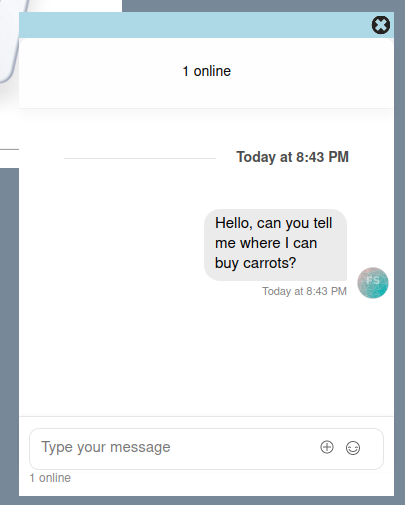 1 online
Today at 8:43 PM
Hello, can you tell
me where I can
buy carrots?
FS
Today at 8:43 PM
Type your message
1 online